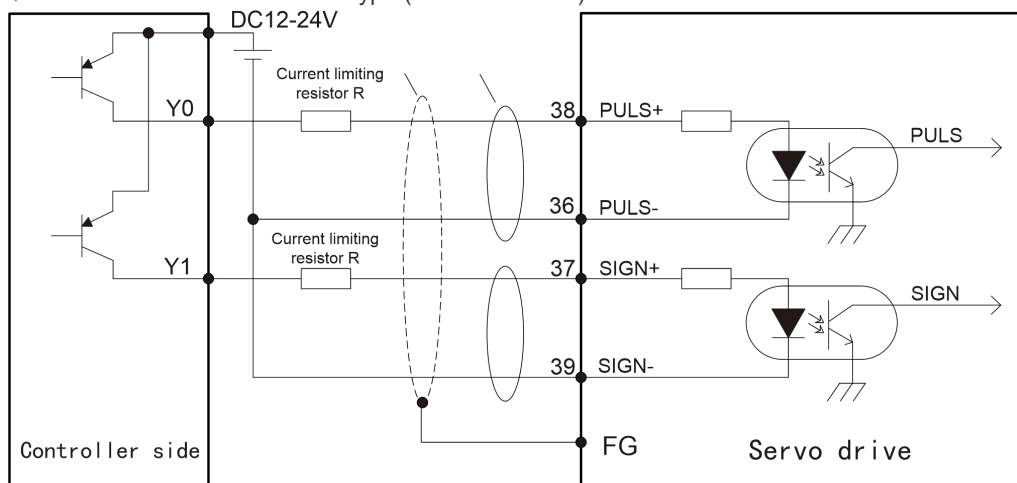 DC12-24V
Current limiting
resistor R
Y0
38
PULS+
PULS
36
PULS-
Current limiting
resistor R
Y1
37
SIGN+
SIGN
39
SIGN-
FG
Controller side
Servo drive